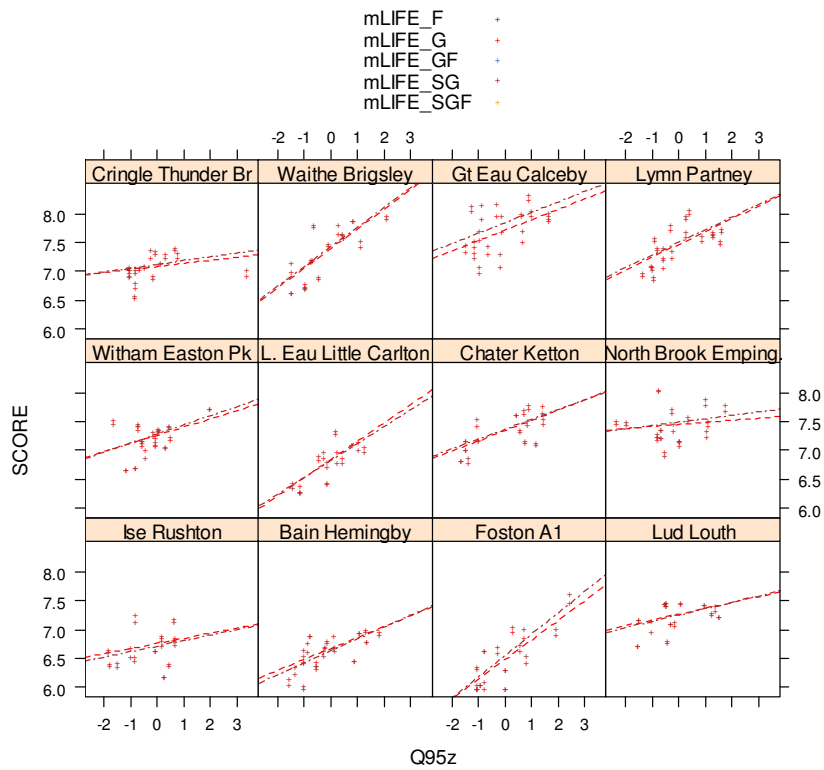 mLIFE_F
mLIFE_G
mLIFE_GF
mLIFE_SG
mLIFE_SGF
-2 -1 0 1 2 3 -2 -1 0 1 2 3
Cringle Thunder Br Waithe Brigsley Gt Eau Calceby Lymn Partney
8.0
7.5
7.0
6.5
6.0
Witham Easton Pk L. Eau Little Carlton Chater Ketton North Brook Emping.
8.0
7.5
7.0
6.5
6.0
SCORE
Ise Rushton Bain Hemingby Foston A1 Lud Louth
8.0
7.5
7.0
6.5
6.0
-2 -1 0 1 2 3 -2 -1 0 1 2 3
Q95z